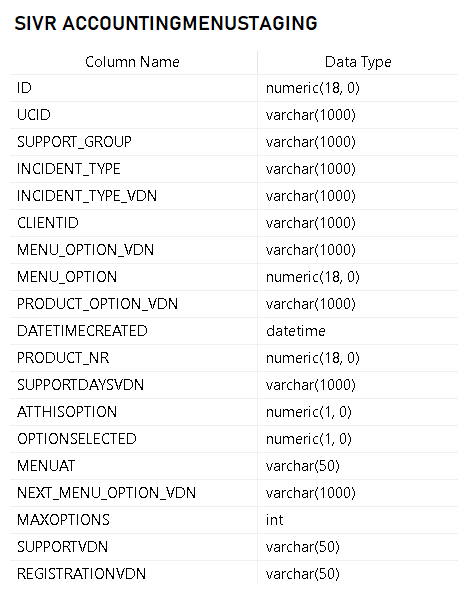 SIVR ACCOUNTINGMENUSTAGING
Column Name Data Type
ID numeric(18, 0)
UCID varchar(1000)
SUPPORT_GROUP varchar(1000)
INCIDENT_TYPE varchar(1000)
INCIDENT_TYPE_VDN varchar(1000)
CLIENTID varchar(1000)
MENU_OPTION_VDN varchar(1000)
MENU_OPTION numeric(18, 0)
PRODUCT_OPTION_VDN varchar(1000)
DATETIMECREATED datetime
PRODUCT_NR numeric(18, 0)
SUPPORTDAYSVDN varchar(1000)
ATTHISOPTION numeric(1, 0)
OPTIONSELECTED numeric(1, 0)
MENUAT varchar(50)
NEXT_MENU_OPTION_VDN varchar(1000)
MAXOPTIONS int
SUPPORTVDN varchar(50)
REGISTRATIONVDN varchar(50)